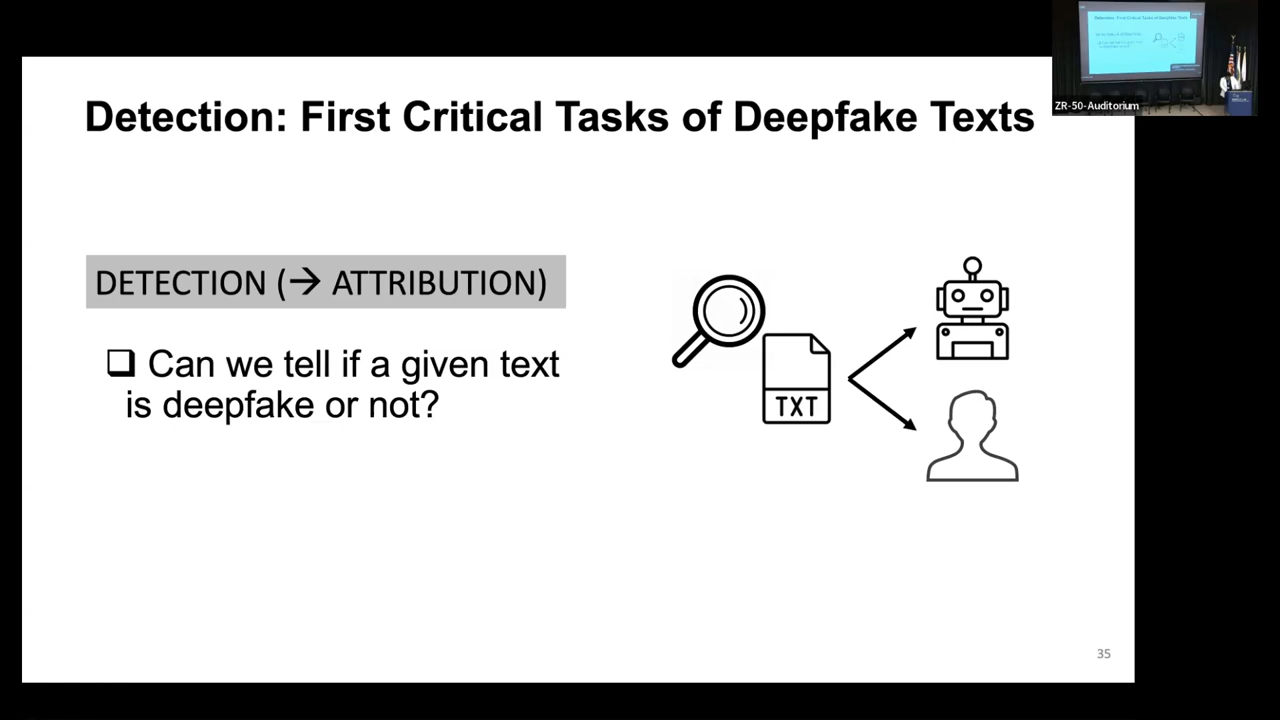 Detection: First Critical Tasks of Deepfake Texts
ZR-50-Auditorium
DETECTION (→ ATTRIBUTION)
❑ Can we tell if a given text
is deepfake or not?
TXT
35